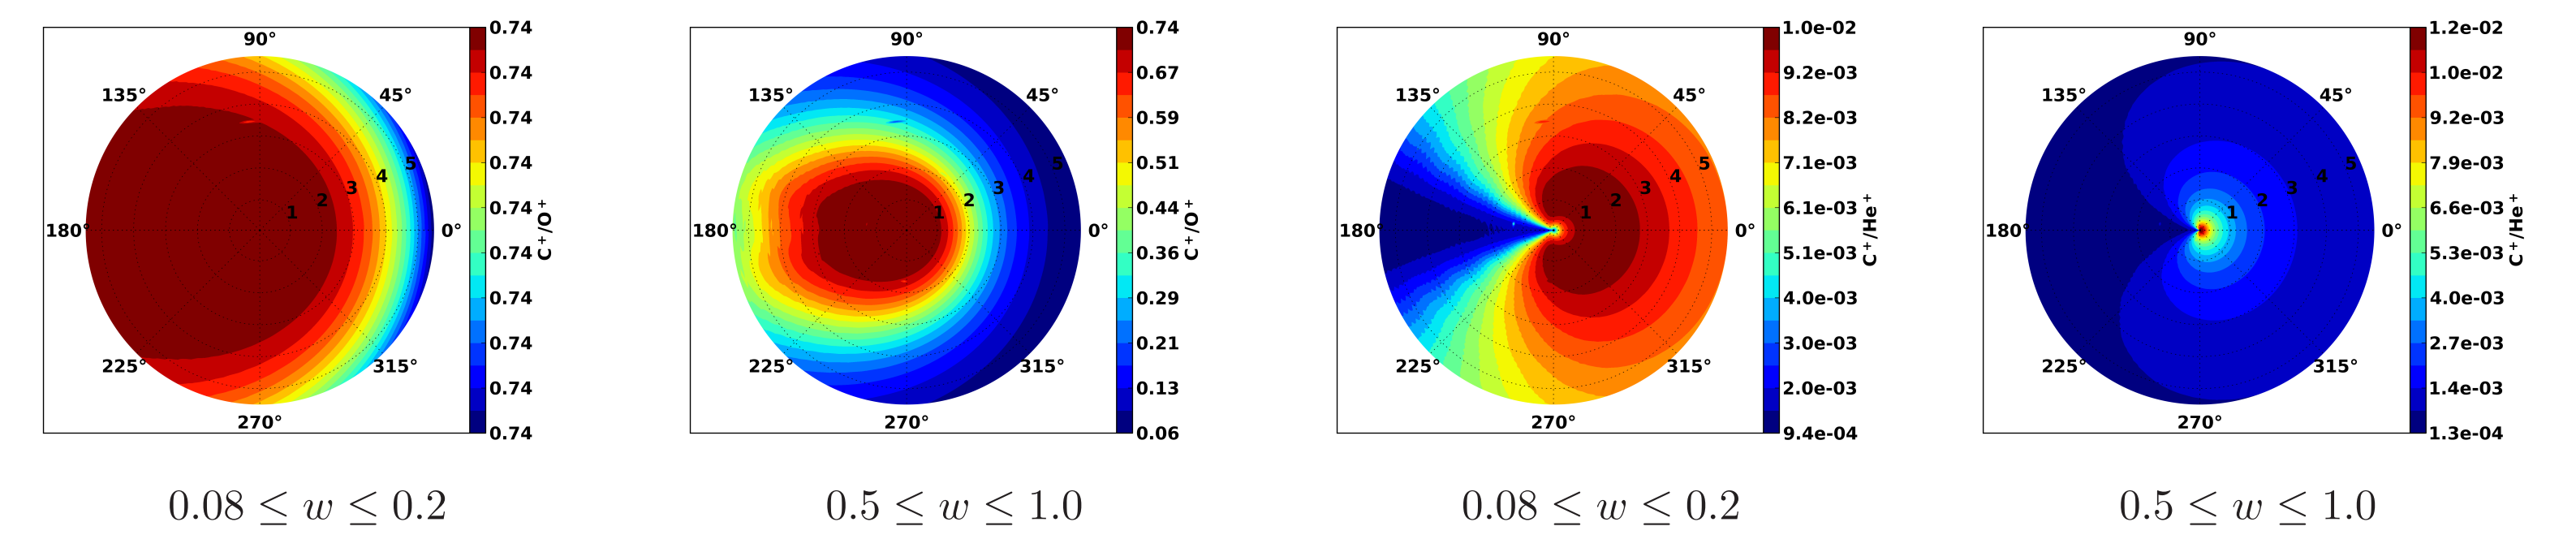 90°
135°
45°
180°
0°
225°
315°
270°
1
2
3
4
5
0.74
0.74
0.74
0.74
0.74
0.74
0.74
0.74
0.74
0.74
C⁺/O⁺
0.08 ≤ w ≤ 0.2
90°
135°
45°
180°
0°
225°
315°
270°
1
2
3
4
5
0.74
0.67
0.59
0.51
0.44
0.36
0.29
0.21
0.13
0.06
C⁺/O⁺
0.5 ≤ w ≤ 1.0
90°
135°
45°
180°
0°
225°
315°
270°
1
2
3
4
5
1.0e-02
9.2e-03
8.2e-03
7.1e-03
6.1e-03
5.1e-03
4.0e-03
3.0e-03
2.0e-03
9.4e-04
C⁺/He⁺
0.08 ≤ w ≤ 0.2
90°
135°
45°
180°
0°
225°
315°
270°
1
2
3
4
5
1.2e-02
1.0e-02
9.2e-03
7.9e-03
6.6e-03
5.3e-03
4.0e-03
2.7e-03
1.4e-03
1.3e-04
C⁺/He⁺
0.5 ≤ w ≤ 1.0